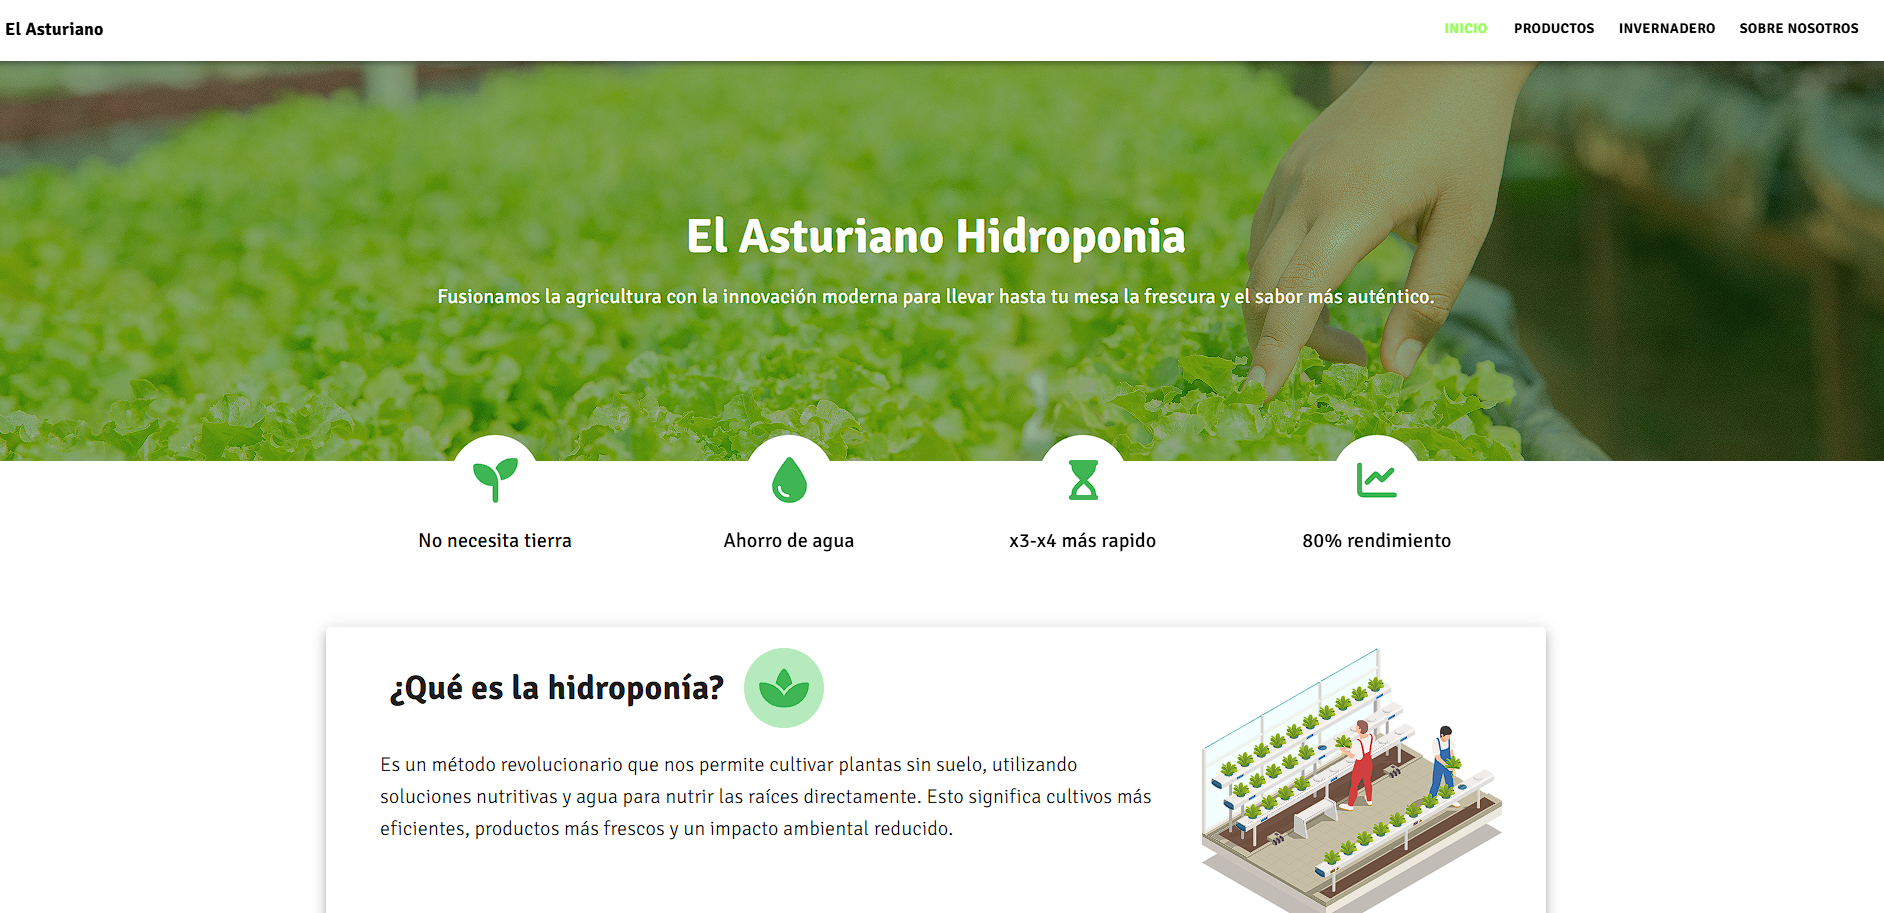 El Asturiano
INICIO PRODUCTOS INVERNADERO SOBRE NOSOTROS
El Asturiano Hidroponia
Fusionamos la agricultura con la innovación moderna para llevar hasta tu mesa la frescura y el sabor más auténtico.
No necesita tierra
Ahorro de agua
x3-x4 más rapido
80% rendimiento
¿Qué es la hidroponía?
Es un método revolucionario que nos permite cultivar plantas sin suelo, utilizando
soluciones nutritivas y agua para nutrir las raíces directamente. Esto significa cultivos más
eficientes, productos más frescos y un impacto ambiental reducido.